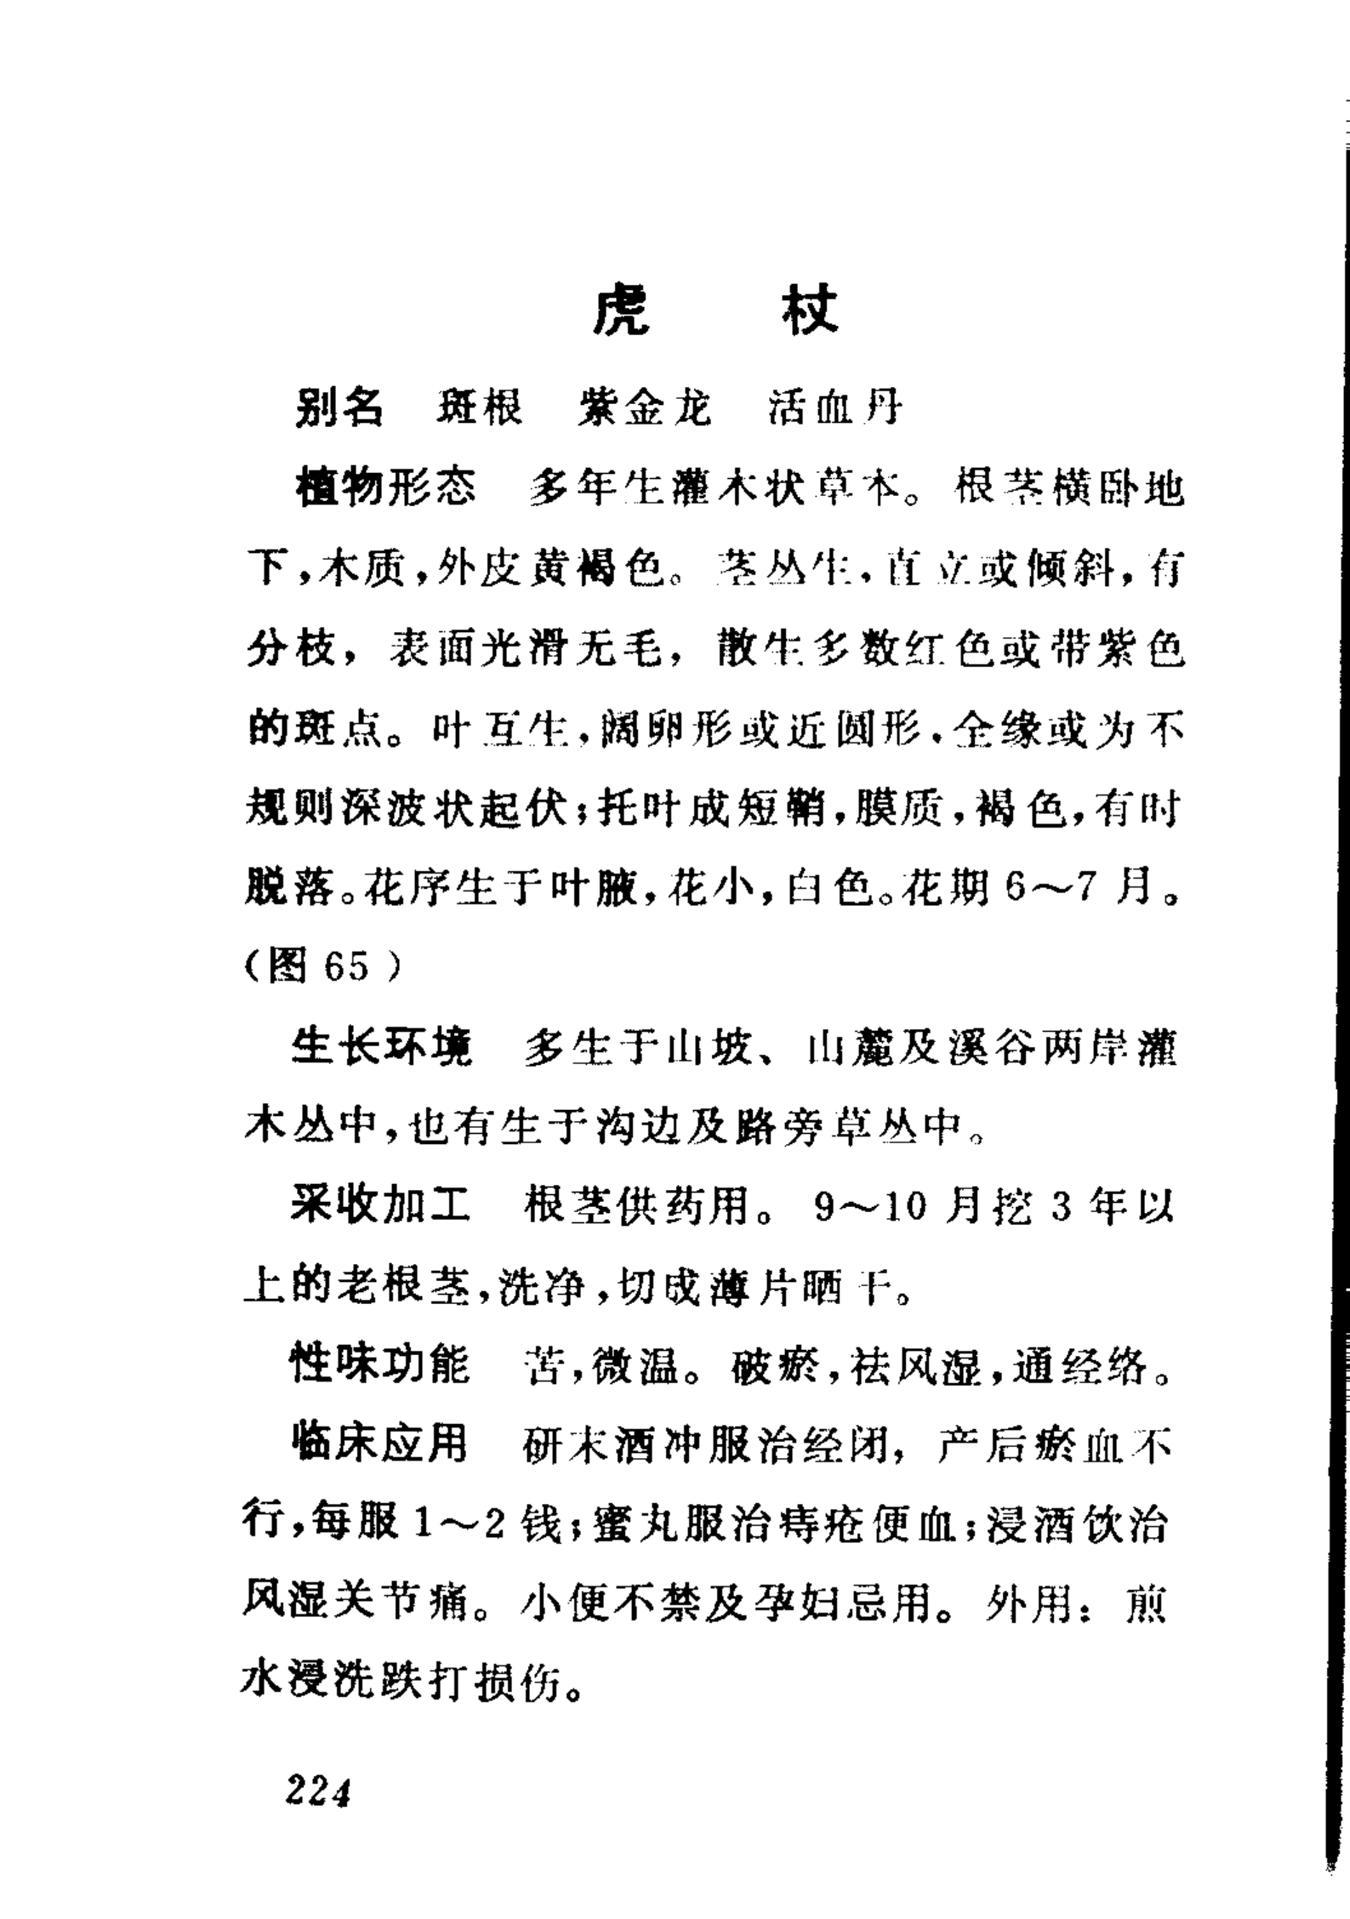 虎 杖
别名 斑根 紫金龙 活血丹
植物形态 多年生灌木状草本。根茎横卧地
下，木质，外皮黄褐色。茎丛生，直立或倾斜，有
分枝，表面光滑无毛，散生多数红色或带紫色
的斑点。叶互生，阔卵形或近圆形，全缘或为不
规则深波状起伏；托叶成短鞘，膜质，褐色，有时
脱落。花序生于叶腋，花小，白色。花期6～7月。
（图65）
生长环境 多生于山坡、山麓及溪谷两岸灌
木丛中，也有生于沟边及路旁草丛中。
采收加工 根茎供药用。9～10月挖3年以
上的老根茎，洗净，切成薄片晒干。
性味功能 苦，微温。破瘀，祛风湿，通经络。
临床应用 研末酒冲服治经闭，产后瘀血不
行，每服1～2钱；蜜丸服治痔疮便血；浸酒饮治
风湿关节痛。小便不禁及孕妇忌用。外用：煎
水浸洗跌打损伤。
224